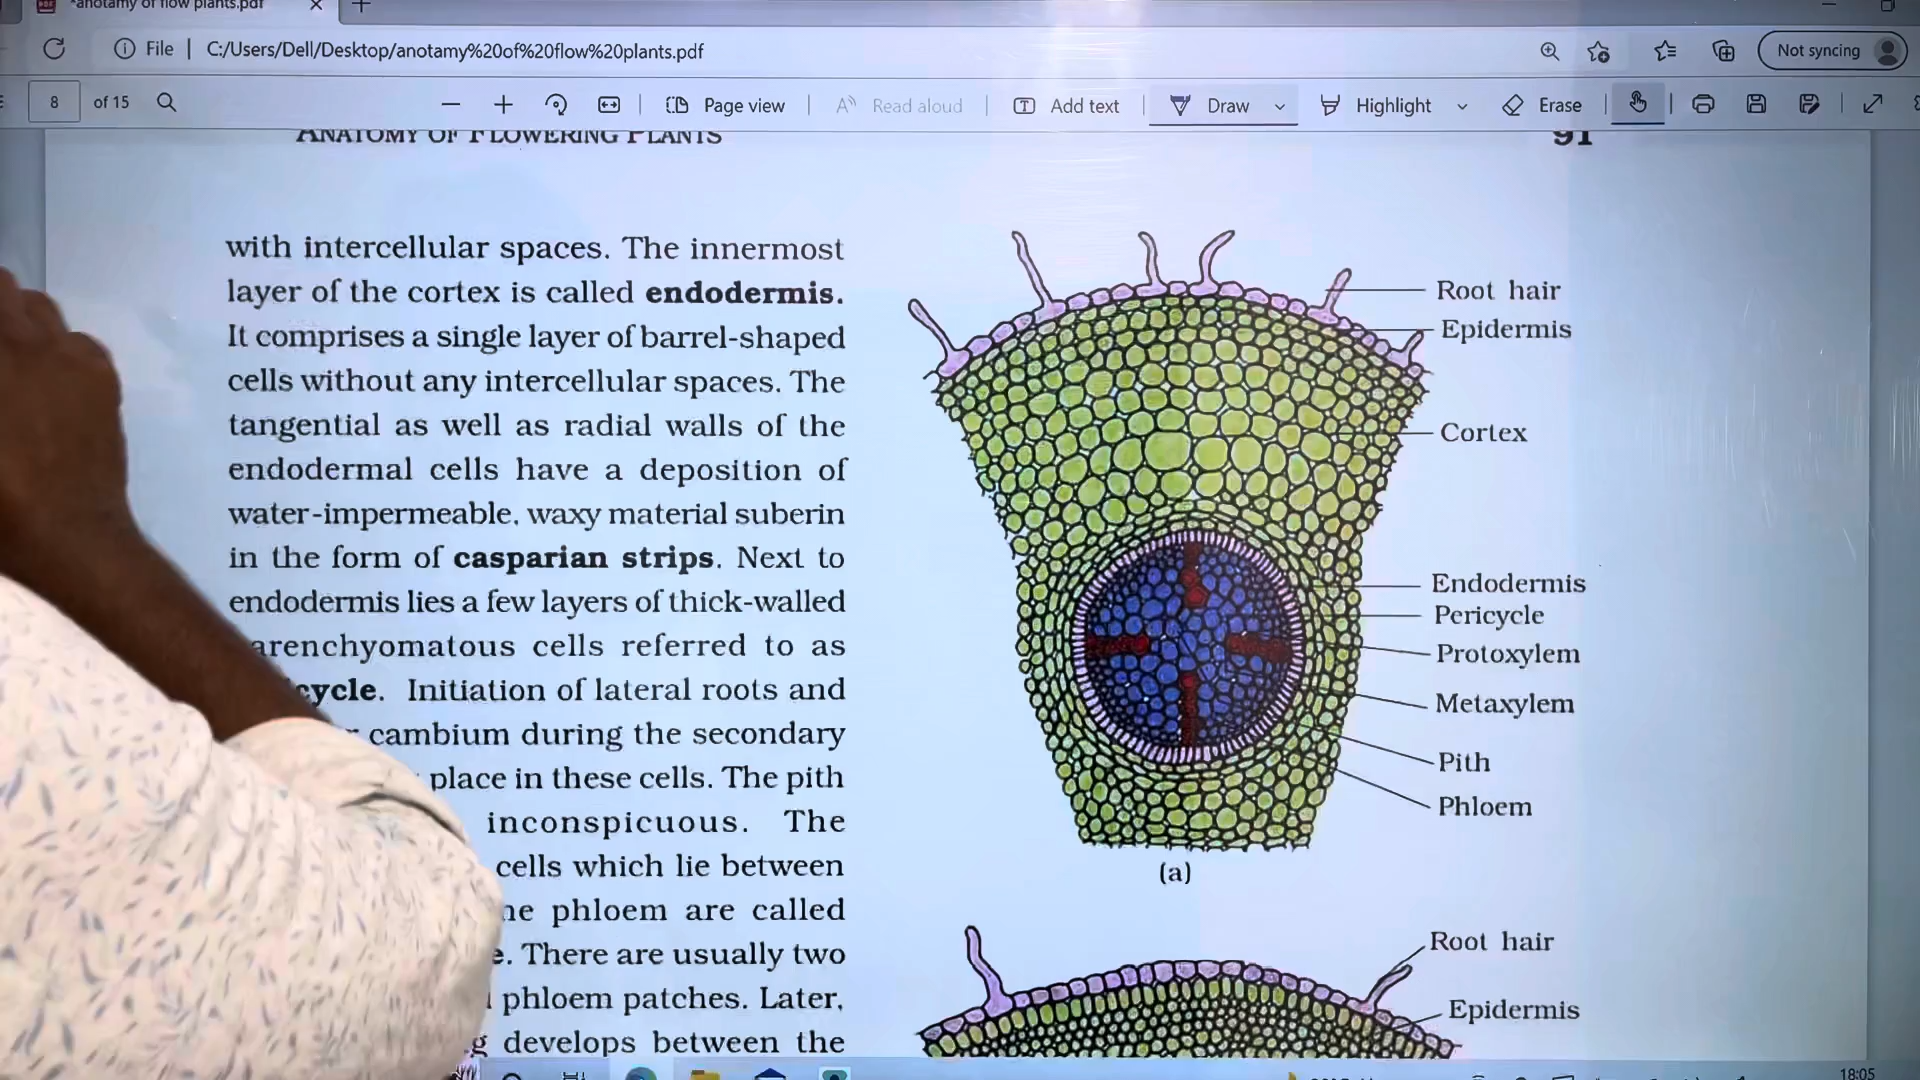 *anotamy of flow plants.pdf
File
C:/Users/Dell/Desktop/anotamy%20of%20flow%20plants.pdf
Not syncing
8 of 15
Page view
Read aloud
Add text
Draw
Highlight
Erase
ANATOMY OF FLOWERING PLANTS
91
with intercellular spaces. The innermost
layer of the cortex is called endodermis.
It comprises a single layer of barrel-shaped
cells without any intercellular spaces. The
tangential as well as radial walls of the
endodermal cells have a deposition of
water-impermeable, waxy material suberin
in the form of casparian strips. Next to
endodermis lies a few layers of thick-walled
arenchyomatous cells referred to as
cycle. Initiation of lateral roots and
cambium during the secondary
place in these cells. The pith
inconspicuous. The
cells which lie between
he phloem are called
e. There are usually two
phloem patches. Later,
g develops between the
Root hair
Epidermis
Cortex
Endodermis
Pericycle
Protoxylem
Metaxylem
Pith
Phloem
(a)
Root hair
Epidermis
18:05